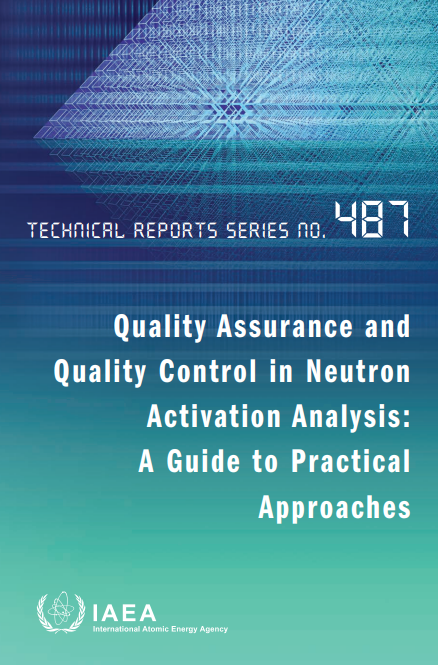 TECHNICAL REPORTS SERIES NO. 487
Quality Assurance and
Quality Control in Neutron
Activation Analysis:
A Guide to Practical
Approaches
IAEA
International Atomic Energy Agency